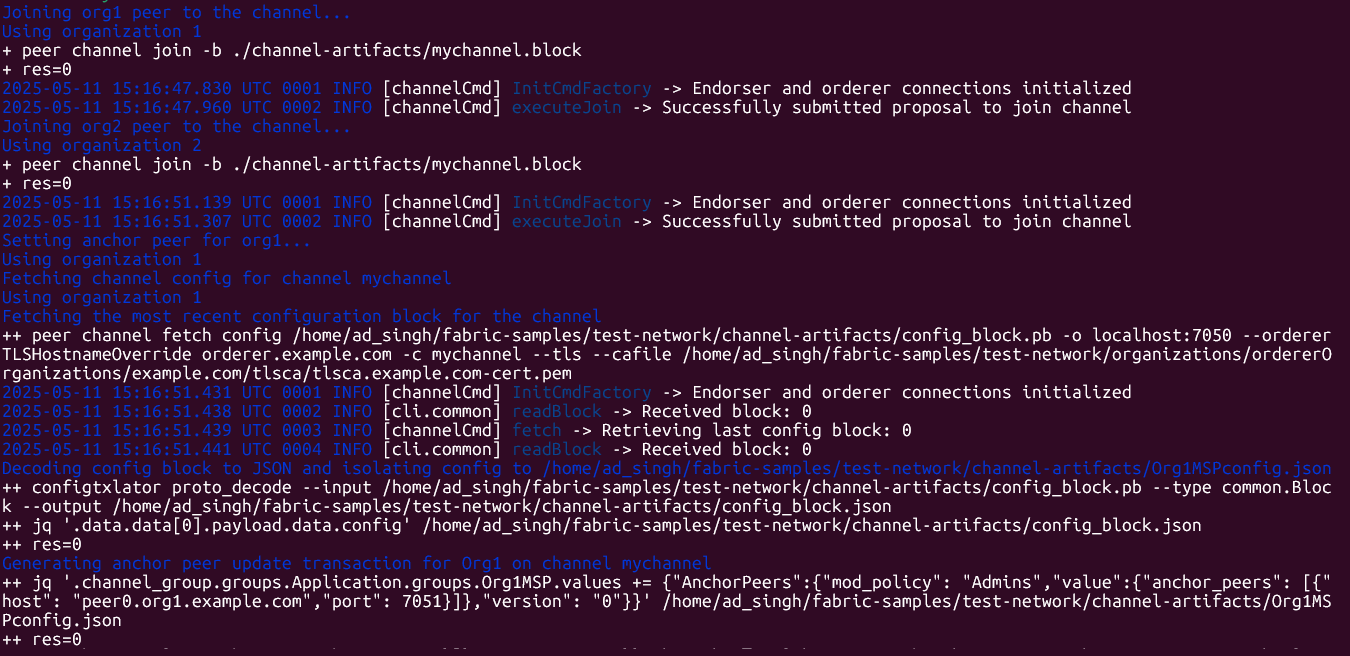 Joining org1 peer to the channel...
Using organization 1
+ peer channel join -b ./channel-artifacts/mychannel.block
+ res=0
2025-05-11 15:16:47.830 UTC 0001 INFO [channelCmd] InitCmdFactory -> Endorser and orderer connections initialized
2025-05-11 15:16:47.960 UTC 0002 INFO [channelCmd] executeJoin -> Successfully submitted proposal to join channel
Joining org2 peer to the channel...
Using organization 2
+ peer channel join -b ./channel-artifacts/mychannel.block
+ res=0
2025-05-11 15:16:51.139 UTC 0001 INFO [channelCmd] InitCmdFactory -> Endorser and orderer connections initialized
2025-05-11 15:16:51.307 UTC 0002 INFO [channelCmd] executeJoin -> Successfully submitted proposal to join channel
Setting anchor peer for org1...
Using organization 1
Fetching channel config for channel mychannel
Using organization 1
Fetching the most recent configuration block for the channel
++ peer channel fetch config /home/ad_singh/fabric-samples/test-network/channel-artifacts/config_block.pb -o localhost:7050 --orderer
TLSHostnameOverride orderer.example.com -c mychannel --tls --cafile /home/ad_singh/fabric-samples/test-network/organizations/ordererO
rganizations/example.com/tlsca/tlsca.example.com-cert.pem
2025-05-11 15:16:51.431 UTC 0001 INFO [channelCmd] InitCmdFactory -> Endorser and orderer connections initialized
2025-05-11 15:16:51.438 UTC 0002 INFO [cli.common] readBlock -> Received block: 0
2025-05-11 15:16:51.439 UTC 0003 INFO [channelCmd] fetch -> Retrieving last config block: 0
2025-05-11 15:16:51.441 UTC 0004 INFO [cli.common] readBlock -> Received block: 0
Decoding config block to JSON and isolating config to /home/ad_singh/fabric-samples/test-network/channel-artifacts/Org1MSPconfig.json
++ configtxlator proto_decode --input /home/ad_singh/fabric-samples/test-network/channel-artifacts/config_block.pb --type common.Bloc
k --output /home/ad_singh/fabric-samples/test-network/channel-artifacts/config_block.json
++ jq '.data.data[0].payload.data.config' /home/ad_singh/fabric-samples/test-network/channel-artifacts/config_block.json
++ res=0
Generating anchor peer update transaction for Org1 on channel mychannel
++ jq '.channel_group.groups.Application.groups.Org1MSP.values += {"AnchorPeers":{"mod_policy": "Admins","value":{"anchor_peers": [{"
host": "peer0.org1.example.com","port": 7051}]},"version": "0"}}' /home/ad_singh/fabric-samples/test-network/channel-artifacts/Org1MS
Pconfig.json
++ res=0